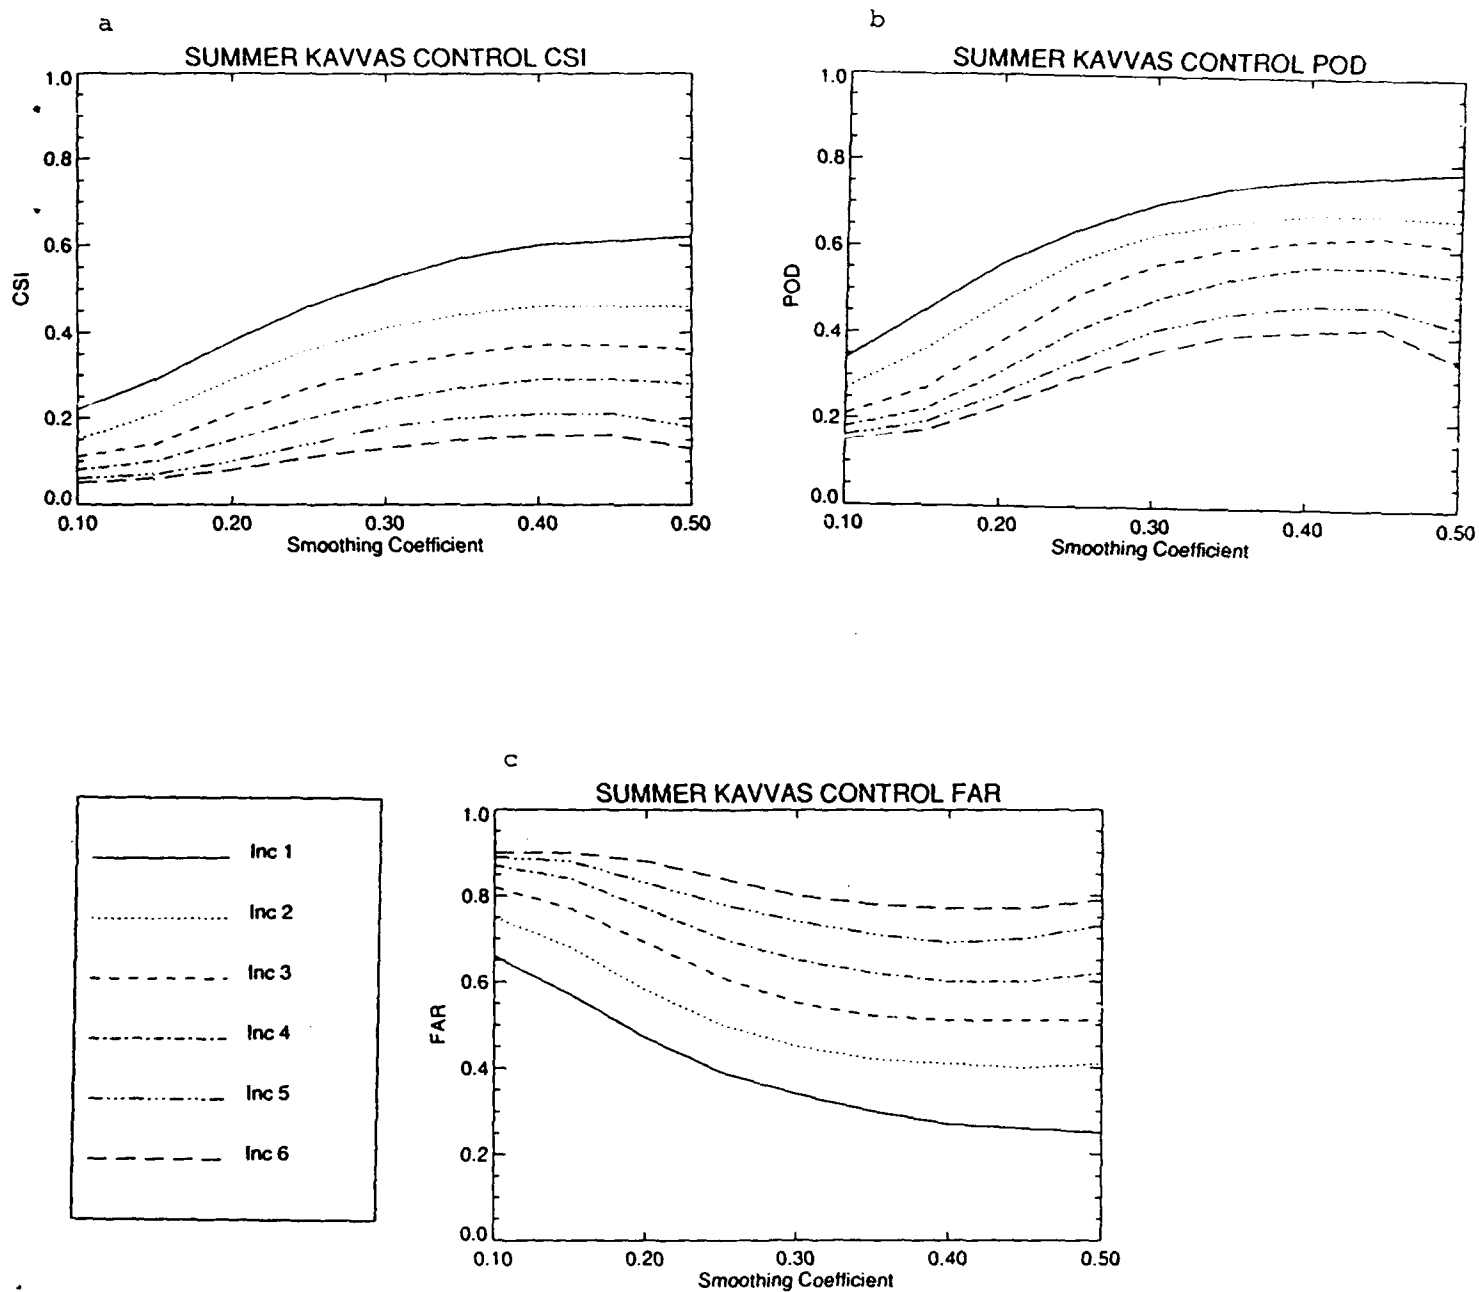 a
SUMMER KAVVAS CONTROL CSI
1.0
0.8
0.6
0.4
0.2
0.0
CSI
0.10 0.20 0.30 0.40 0.50
Smoothing Coefficient
b
SUMMER KAVVAS CONTROL POD
1.0
0.8
0.6
0.4
0.2
0.0
POD
0.10 0.20 0.30 0.40 0.50
Smoothing Coefficient
Inc 1
Inc 2
Inc 3
Inc 4
Inc 5
Inc 6
c
SUMMER KAVVAS CONTROL FAR
1.0
0.8
0.6
0.4
0.2
0.0
FAR
0.10 0.20 0.30 0.40 0.50
Smoothing Coefficient